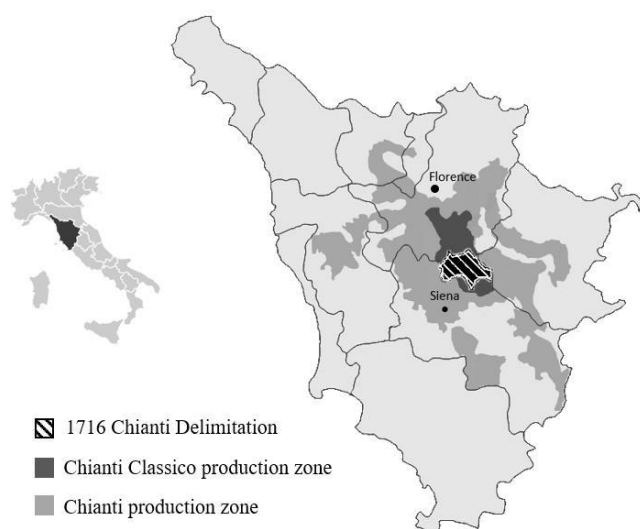 Florence
Siena
1716 Chianti Delimitation
Chianti Classico production zone
Chianti production zone